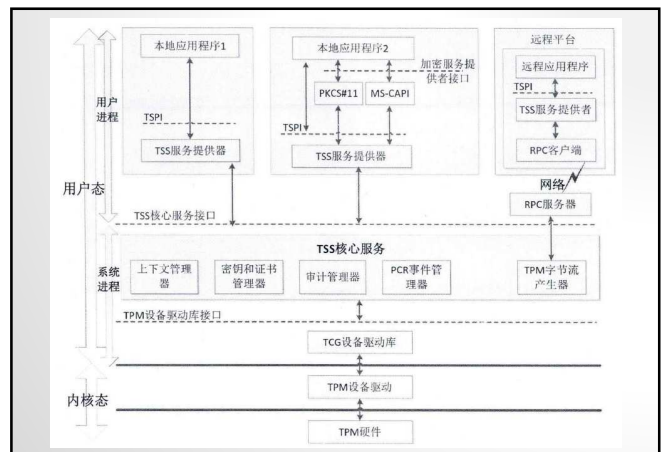 本地应用程序1
本地应用程序2
远程平台
加密服务提
供者接口
远程应用程序
用户
进程
PKCS#11
MS-CAPI
TSPI
TSPI
TSPI
TSS服务提供者
TSS服务提供器
TSS服务提供器
RPC客户端
用户态
网络
RPC服务器
TSS核心服务接口
TSS核心服务
系统
进程
上下文管理
器
密钥和证书
管理器
审计管理器
PCR事件管
理器
TPM字节流
产生器
TPM设备驱动库接口
TCG设备驱动库
内核态
TPM设备驱动
TPM硬件